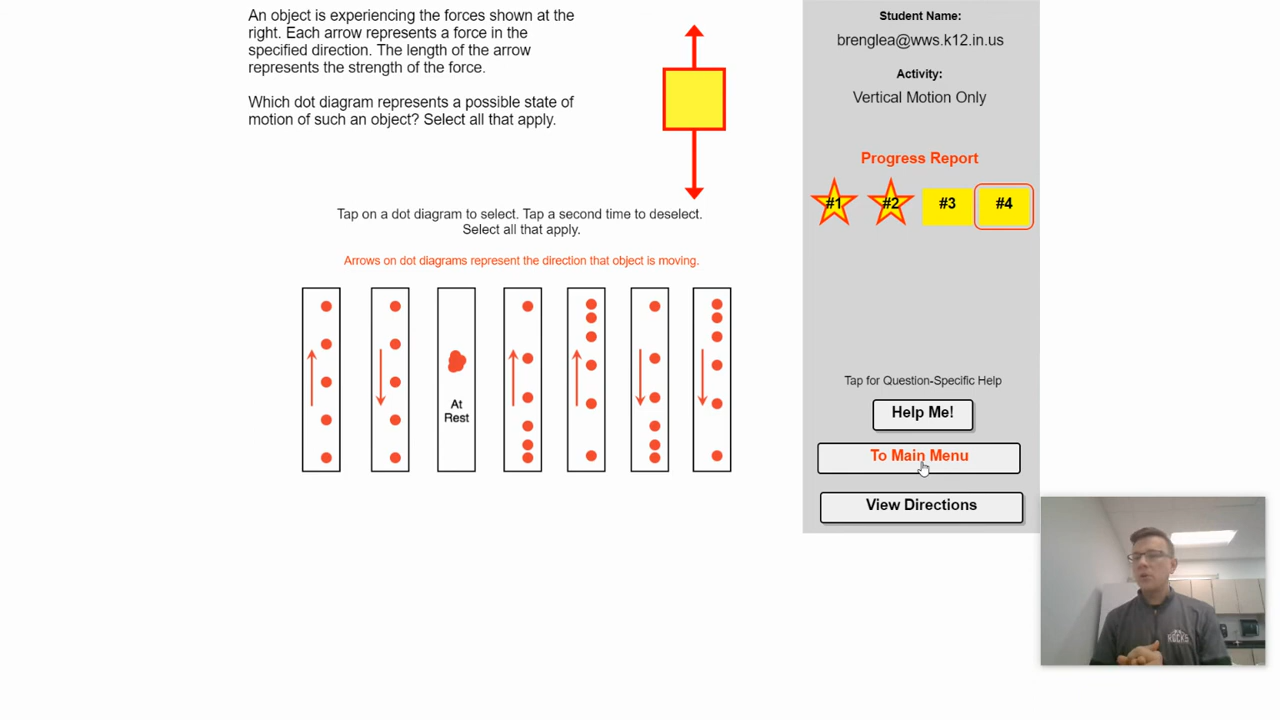 An object is experiencing the forces shown at the
right. Each arrow represents a force in the
specified direction. The length of the arrow
represents the strength of the force.
Which dot diagram represents a possible state of
motion of such an object? Select all that apply.
Tap on a dot diagram to select. Tap a second time to deselect.
Select all that apply.
Arrows on dot diagrams represent the direction that object is moving.
At
Rest
Student Name:
brenglea@wws.k12.in.us
Activity:
Vertical Motion Only
Progress Report
#1 #2 #3 #4
Tap for Question-Specific Help
Help Me!
To Main Menu
View Directions
ROCKS